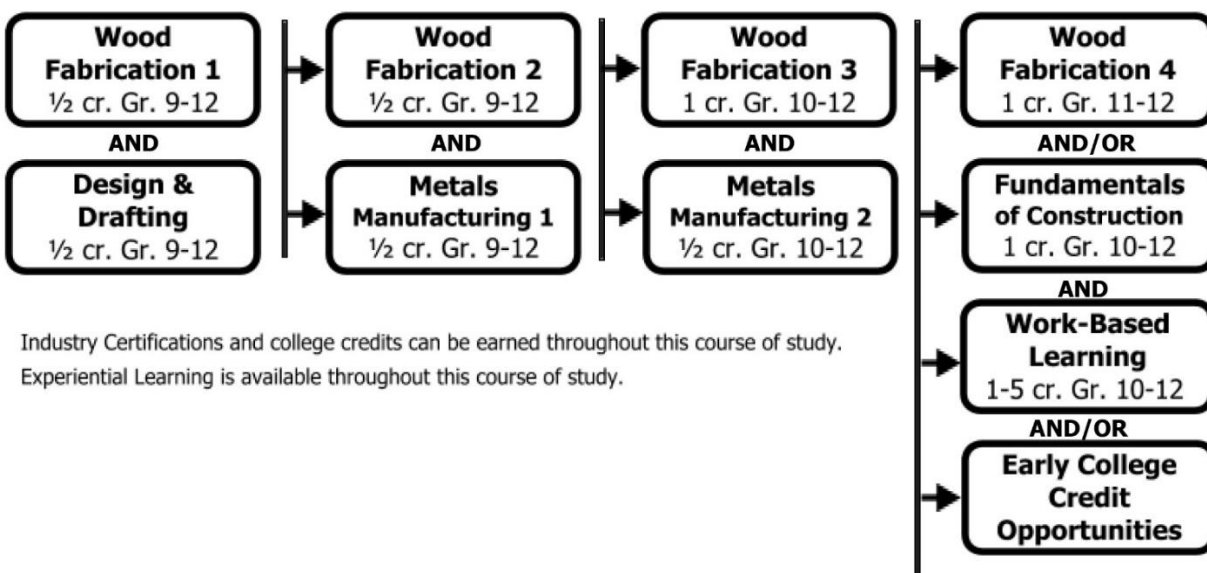 Wood
Fabrication 1
½ cr. Gr. 9-12
AND
Design &
Drafting
½ cr. Gr. 9-12
Wood
Fabrication 2
½ cr. Gr. 9-12
AND
Metals
Manufacturing 1
½ cr. Gr. 9-12
Wood
Fabrication 3
1 cr. Gr. 10-12
AND
Metals
Manufacturing 2
½ cr. Gr. 10-12
Wood
Fabrication 4
1 cr. Gr. 11-12
AND/OR
Fundamentals
of Construction
1 cr. Gr. 10-12
AND
Work-Based
Learning
1-5 cr. Gr. 10-12
AND/OR
Early College
Credit
Opportunities
Industry Certifications and college credits can be earned throughout this course of study.
Experiential Learning is available throughout this course of study.